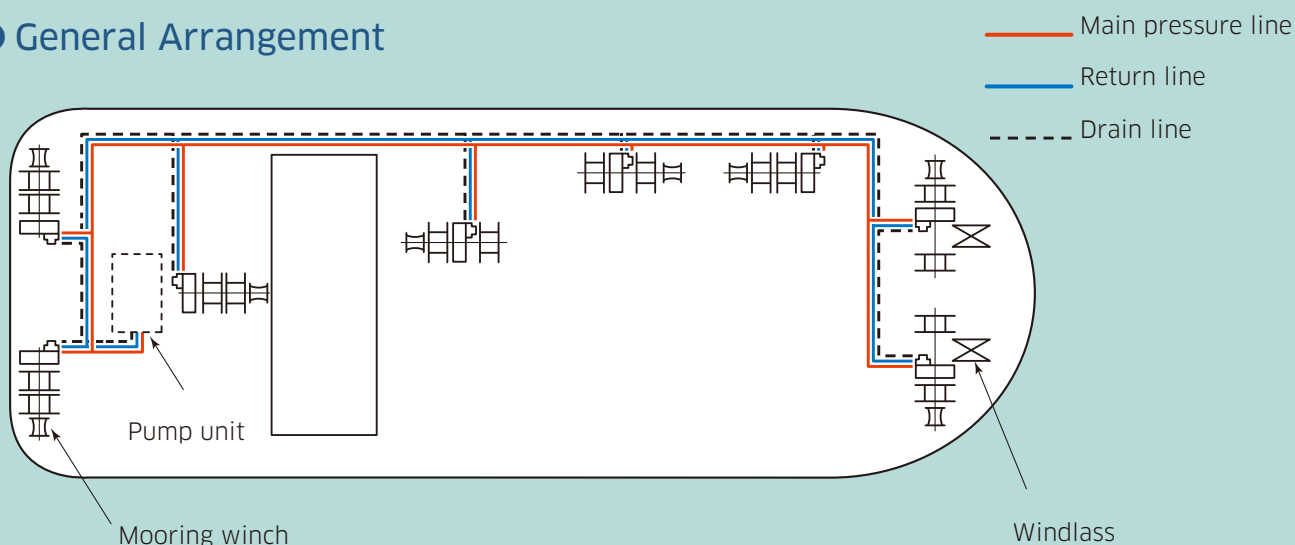 General Arrangement
Main pressure line
Return line
Drain line
Pump unit
Mooring winch
Windlass